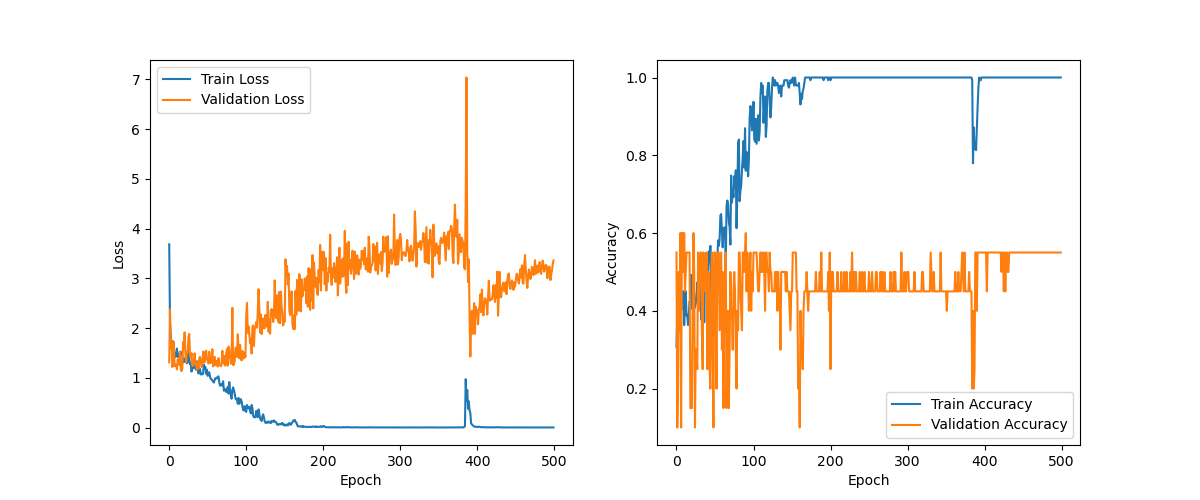 Train Loss
Validation Loss
7
6
5
4
3
2
1
0
Loss
0 100 200 300 400 500
Epoch
1.0
0.8
0.6
0.4
0.2
Accuracy
Train Accuracy
Validation Accuracy
0 100 200 300 400 500
Epoch